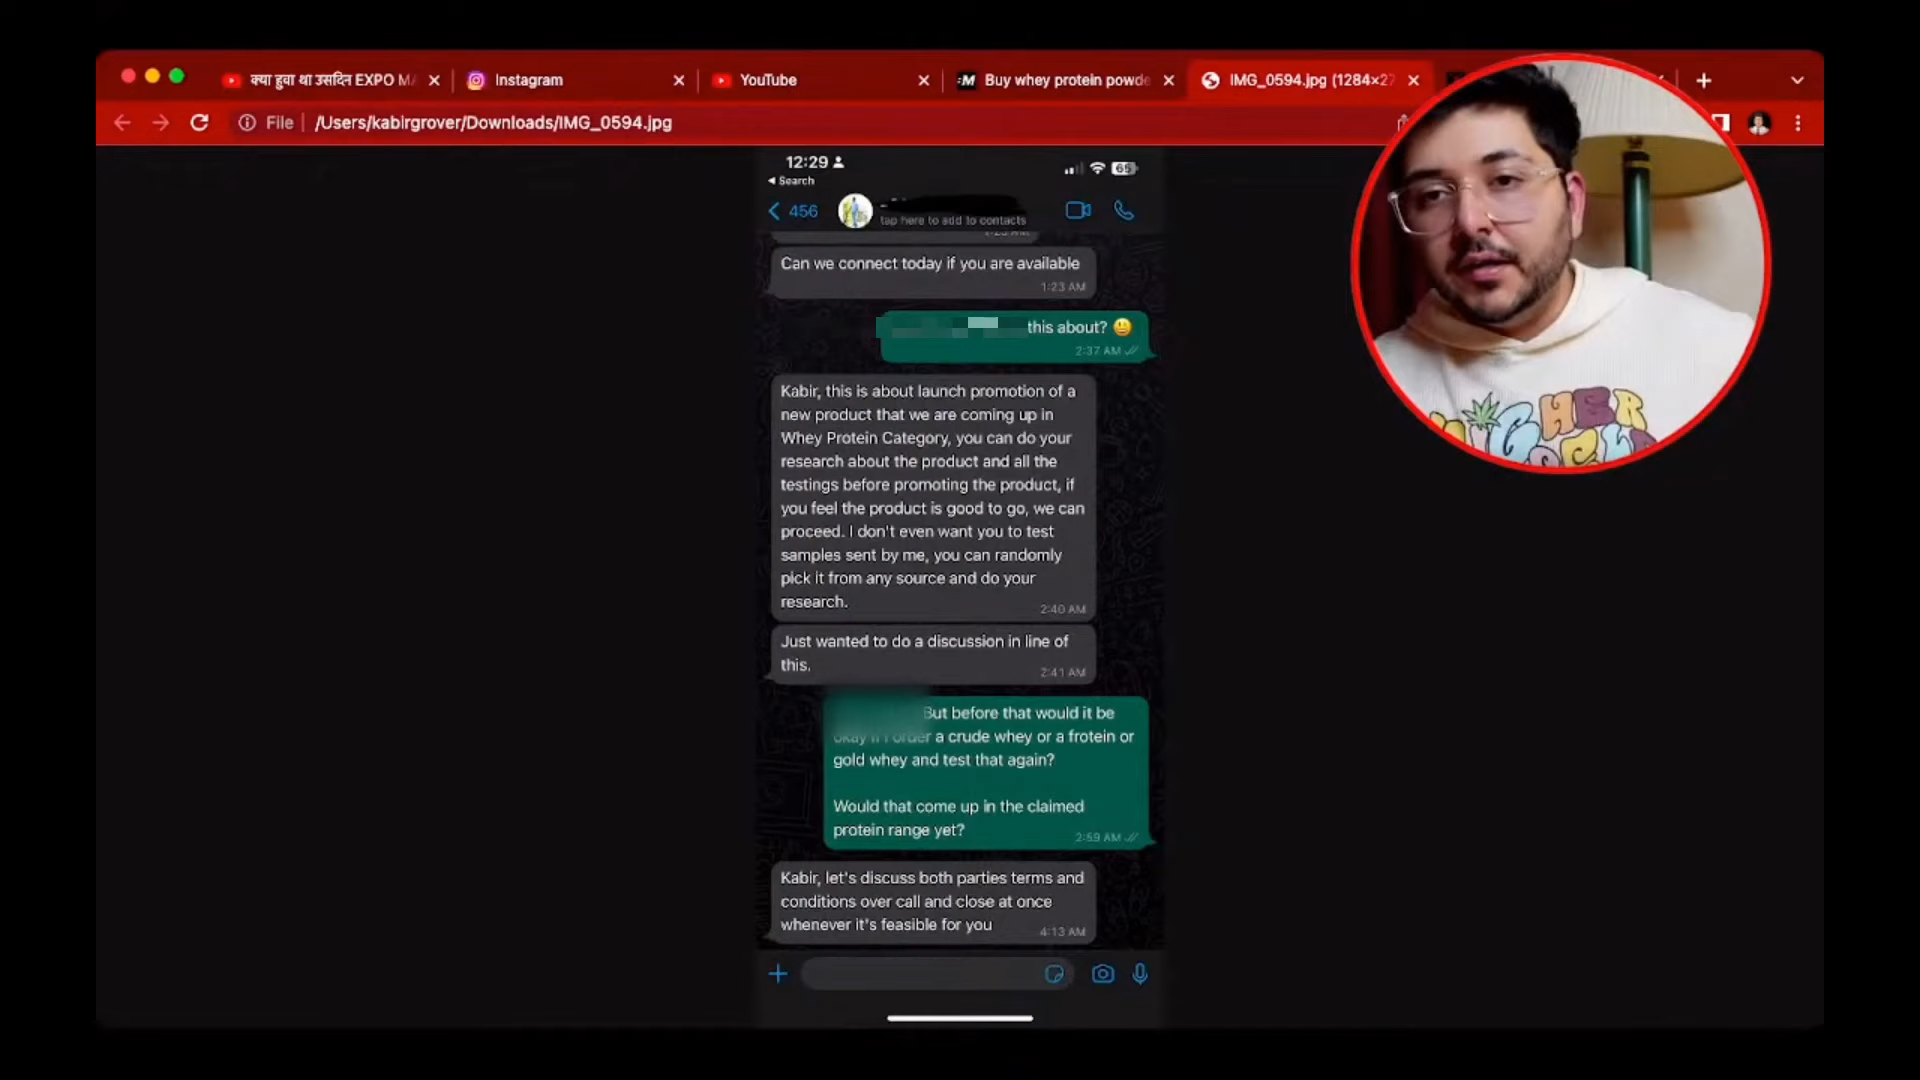 क्या हुवा था उसदिन EXPO MA
Instagram
YouTube
Buy whey protein powde
IMG_0594.jpg (1284×27
File
/Users/kabirgrover/Downloads/IMG_0594.jpg
12:29
65
Search
456
tap here to add to contacts
Can we connect today if you are available
1:23 AM
this about? 😃
2:37 AM
Kabir, this is about launch promotion of a
new product that we are coming up in
Whey Protein Category, you can do your
research about the product and all the
testings before promoting the product, if
you feel the product is good to go, we can
proceed. I don't even want you to test
samples sent by me, you can randomly
pick it from any source and do your
research.
2:40 AM
Just wanted to do a discussion in line of
this.
2:41 AM
But before that would it be
okay if I order a crude whey or a frotein or
gold whey and test that again?
Would that come up in the claimed
protein range yet?
2:59 AM
Kabir, let's discuss both parties terms and
conditions over call and close at once
whenever it's feasible for you
4:13 AM